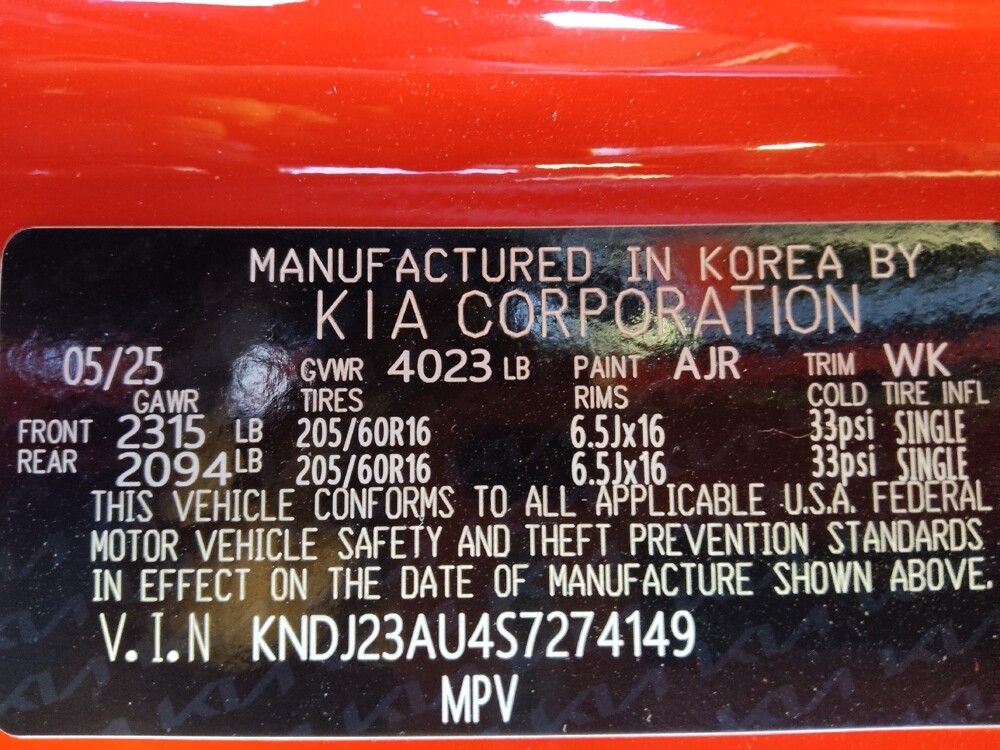 MANUFACTURED IN KOREA BY
KIA CORPORATION
05/25 GVWR 4023 LB PAINT AJR TRIM WK
GAWR TIRES RIMS COLD TIRE INFL
FRONT 2315 LB 205/60R16 6.5Jx16 33psi SINGLE
REAR 2094 LB 205/60R16 6.5Jx16 33psi SINGLE
THIS VEHICLE CONFORMS TO ALL APPLICABLE U.S.A. FEDERAL
MOTOR VEHICLE SAFETY AND THEFT PREVENTION STANDARDS
IN EFFECT ON THE DATE OF MANUFACTURE SHOWN ABOVE.
V.I.N KNDJ23AU4S7274149
MPV